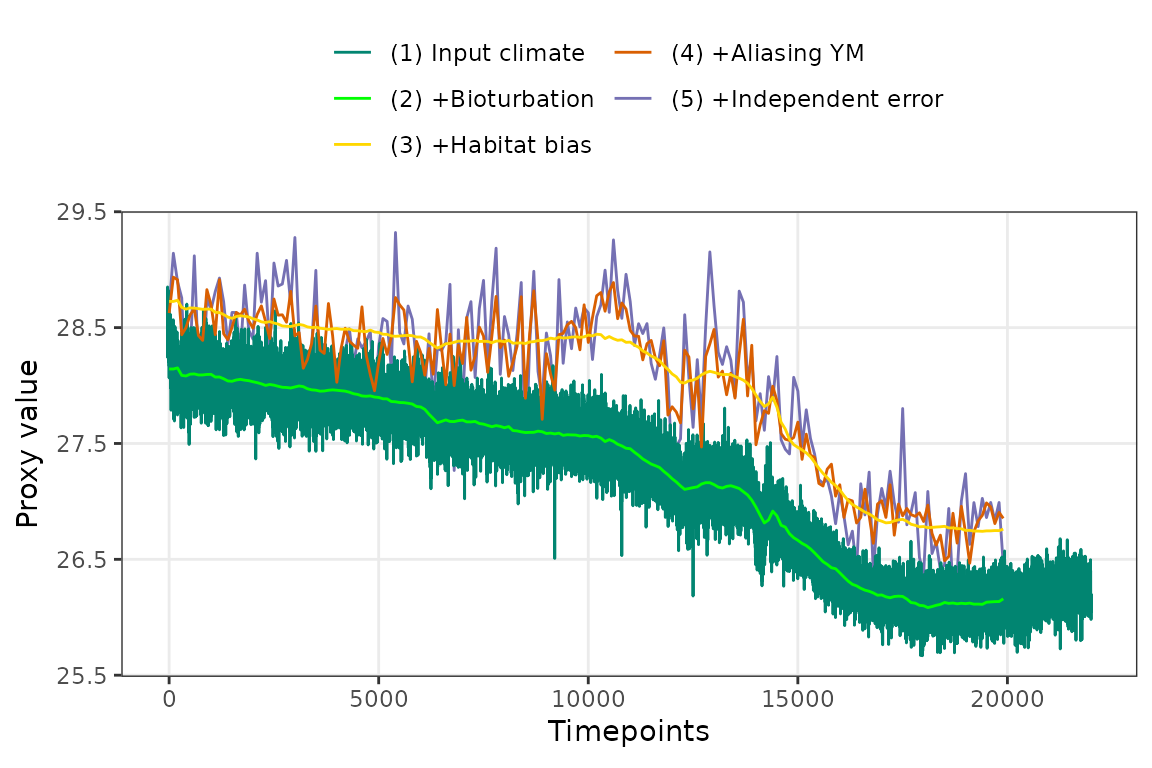 (1) Input climate (4) +Aliasing YM
(2) +Bioturbation (5) +Independent error
(3) +Habitat bias
29.5
28.5
27.5
26.5
25.5
Proxy value
0 5000 10000 15000 20000
Timepoints